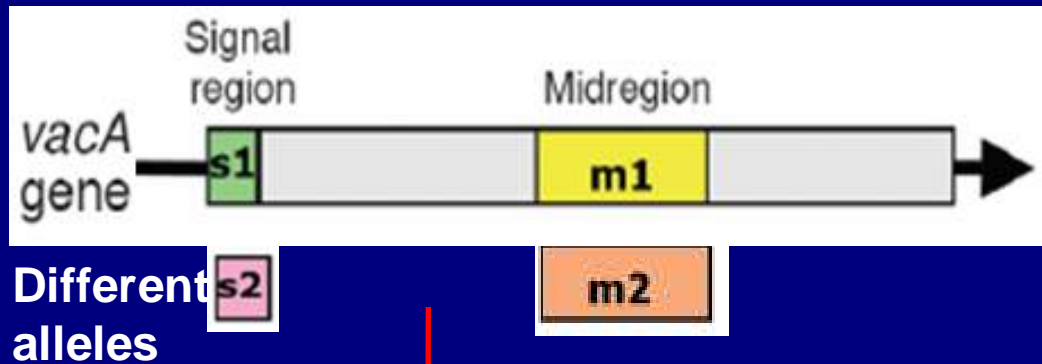 Signal
region
Midregion
vacA
gene
s1
m1
Different
alleles
s2
m2